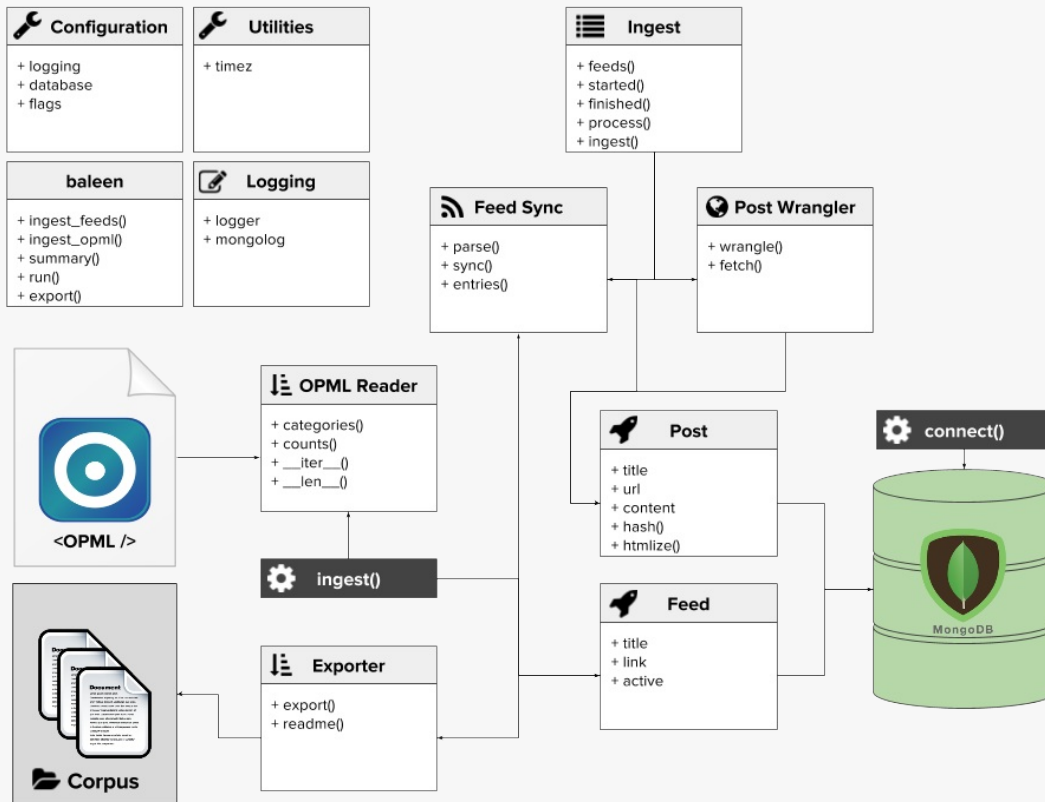 Configuration
+ logging
+ database
+ flags
Utilities
+ timez
Ingest
+ feeds()
+ started()
+ finished()
+ process()
+ ingest()
baleen
+ ingest_feeds()
+ ingest_opml()
+ summary()
+ run()
+ export()
Logging
+ logger
+ mongolog
Feed Sync
+ parse()
+ sync()
+ entries()
Post Wrangler
+ wrangle()
+ fetch()
<OPML />
OPML Reader
+ categories()
+ counts()
+ __iter__()
+ __len__()
Post
+ title
+ url
+ content
+ hash()
+ htmlize()
connect()
MongoDB
ingest()
Feed
+ title
+ link
+ active
Exporter
+ export()
+ readme()
Document
Corpus